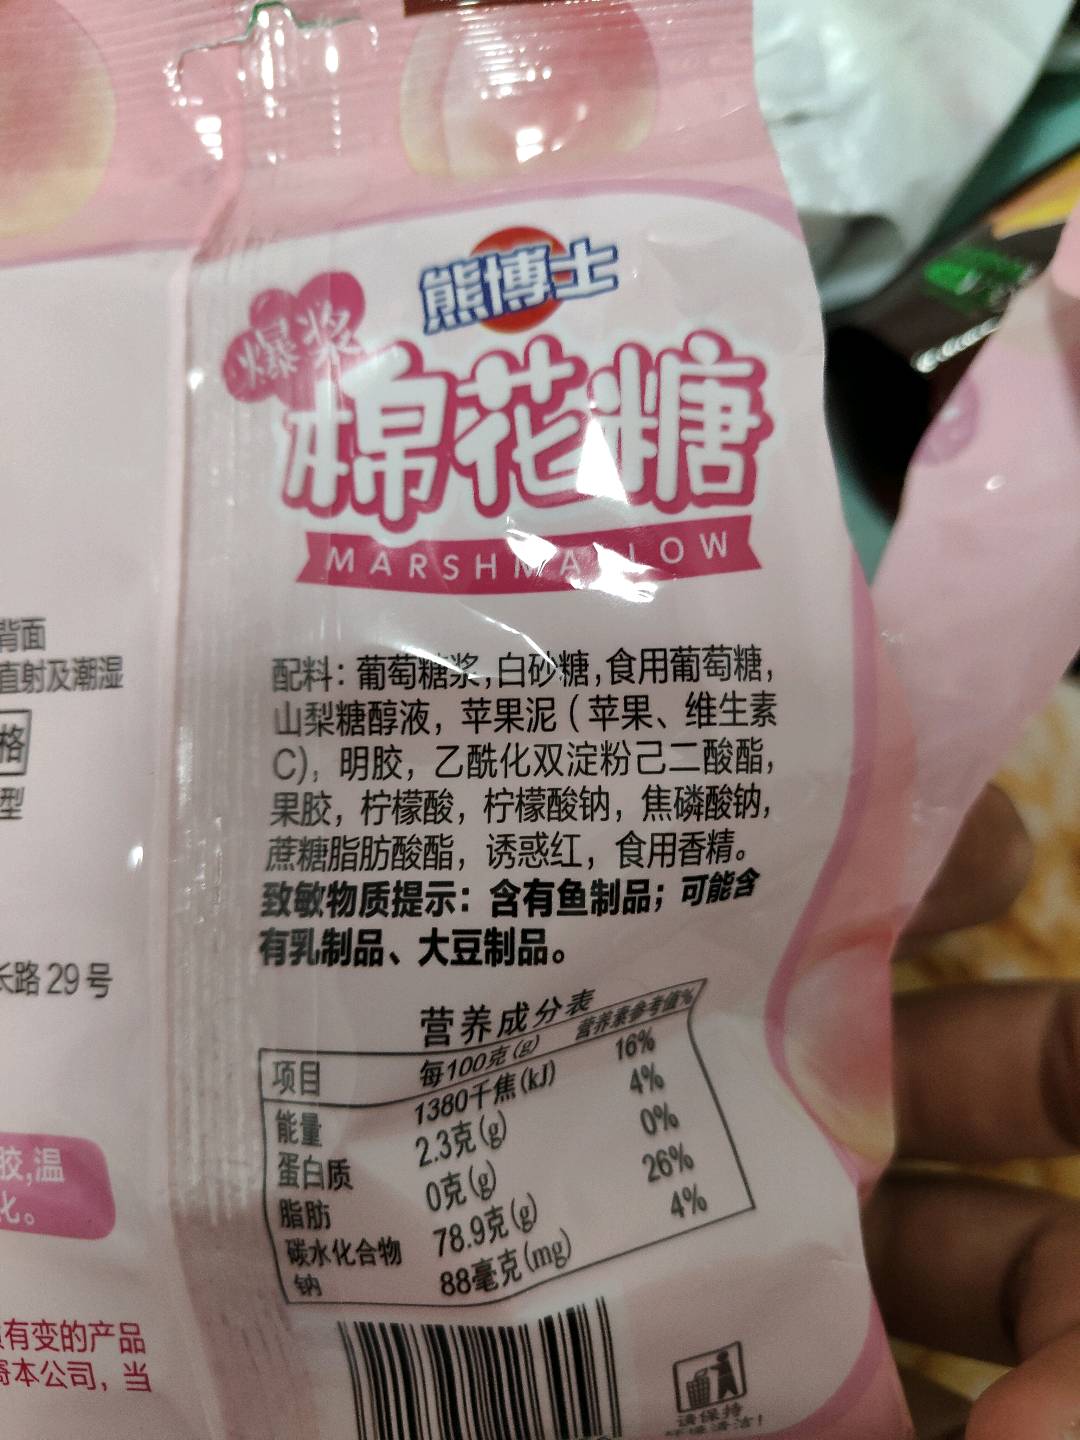 熊博士
爆浆
棉花糖
MARSHMALLOW
背面
直射及潮湿
格
型
长路29号
胶,温
化。
有变的产品
寄本公司，当
配料：葡萄糖浆,白砂糖,食用葡萄糖,
山梨糖醇液，苹果泥（苹果、维生素
C)，明胶，乙酰化双淀粉己二酸酯，
果胶，柠檬酸，柠檬酸钠，焦磷酸钠，
蔗糖脂肪酸酯，诱惑红，食用香精。
致敏物质提示：含有鱼制品；可能含
有乳制品、大豆制品。
营养成分表
项目 每100克(g) 营养素参考值%
能量 1380千焦(kJ) 16%
蛋白质 2.3克(g) 4%
脂肪 0克(g) 0%
碳水化合物 78.9克(g) 26%
钠 88毫克(mg) 4%
请保持
环境清洁！